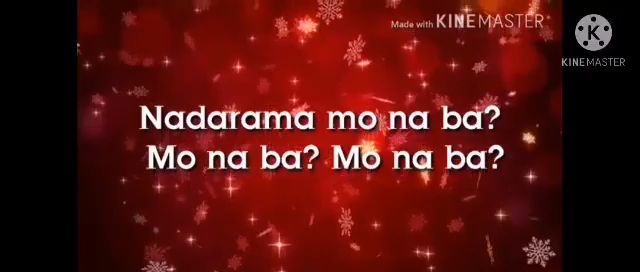 Made with KINEMASTER
KINEMASTER
Nadarama mo na ba?
Mo na ba? Mo na ba?